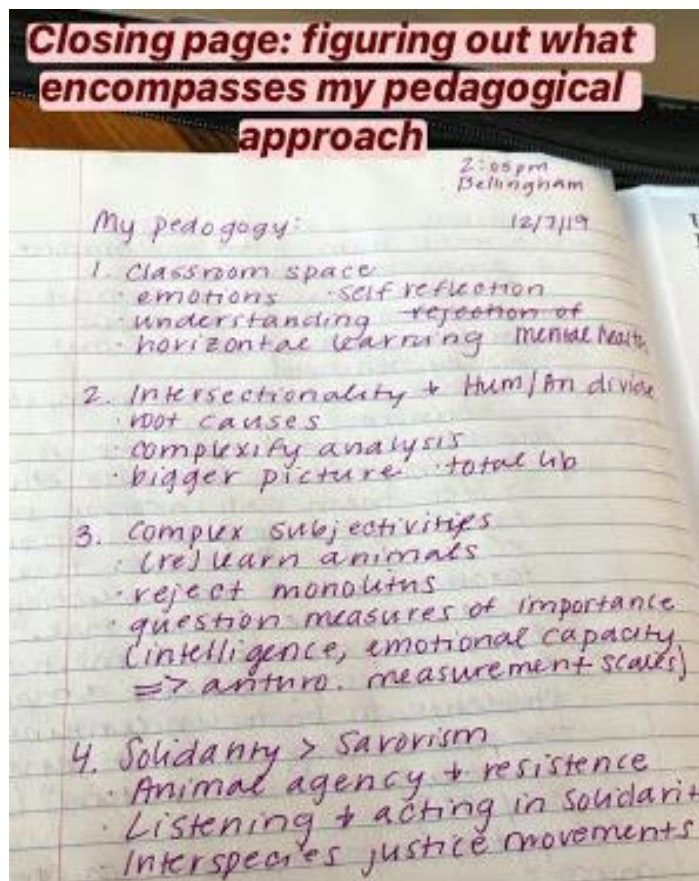 Closing page: figuring out what
encompasses my pedagogical
approach
2:05pm
Bellingham
12/7/19
My pedogogy:
1. Classroom space
· emotions · self reflection
· understanding rejection of
· horizontal learning mental health
2. Intersectionality + Hum/An divide
· root causes
· complexify analysis
· bigger picture · total lib
3. Complex subjectivities
· (re)learn animals
· reject monoliths
· question measures of importance
(intelligence, emotional capacity
=> anthro. measurement scales)
4. Solidarity > Savorism
· Animal agency + resistence
· Listening + acting in solidarit
· Interspecies justice movements